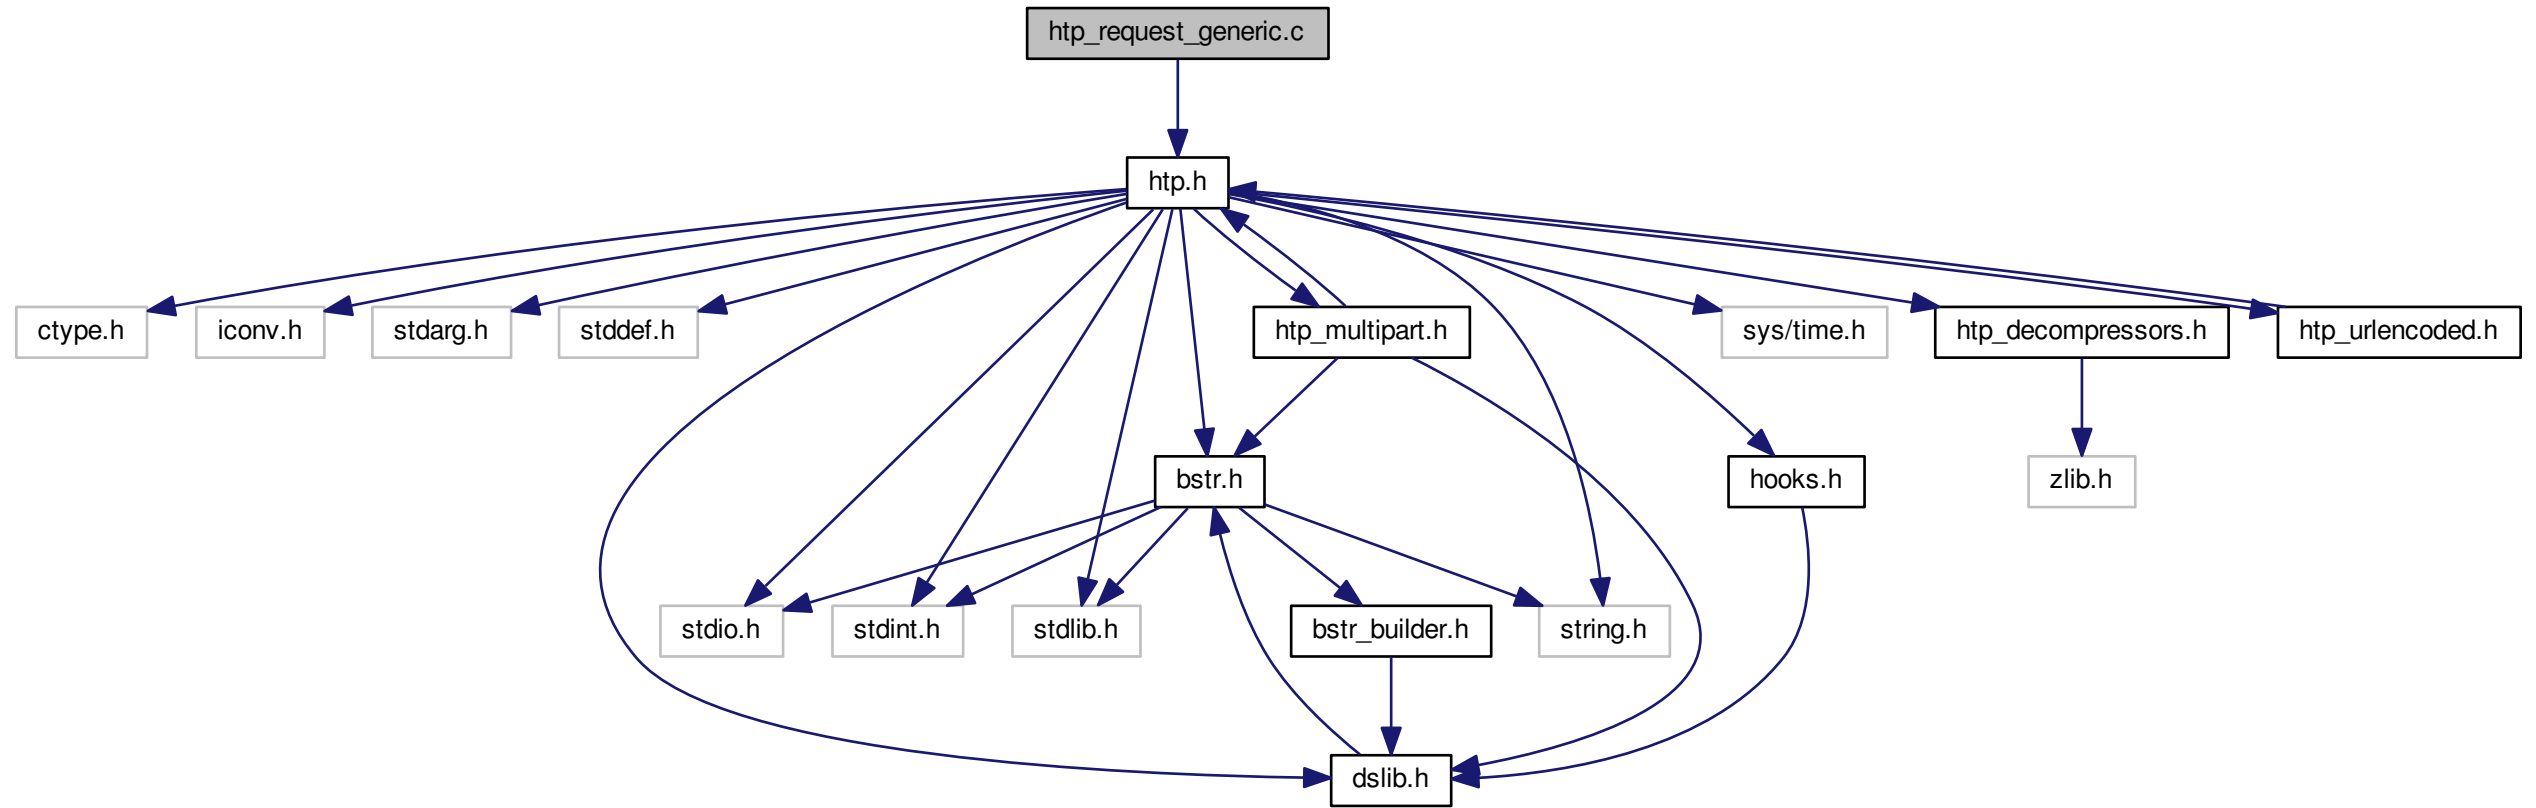 htp_request_generic.c
htp.h
ctype.h
iconv.h
stdarg.h
stddef.h
htp_multipart.h
sys/time.h
htp_decompressors.h
htp_urlencoded.h
bstr.h
hooks.h
zlib.h
stdio.h
stdint.h
stdlib.h
bstr_builder.h
string.h
dslib.h